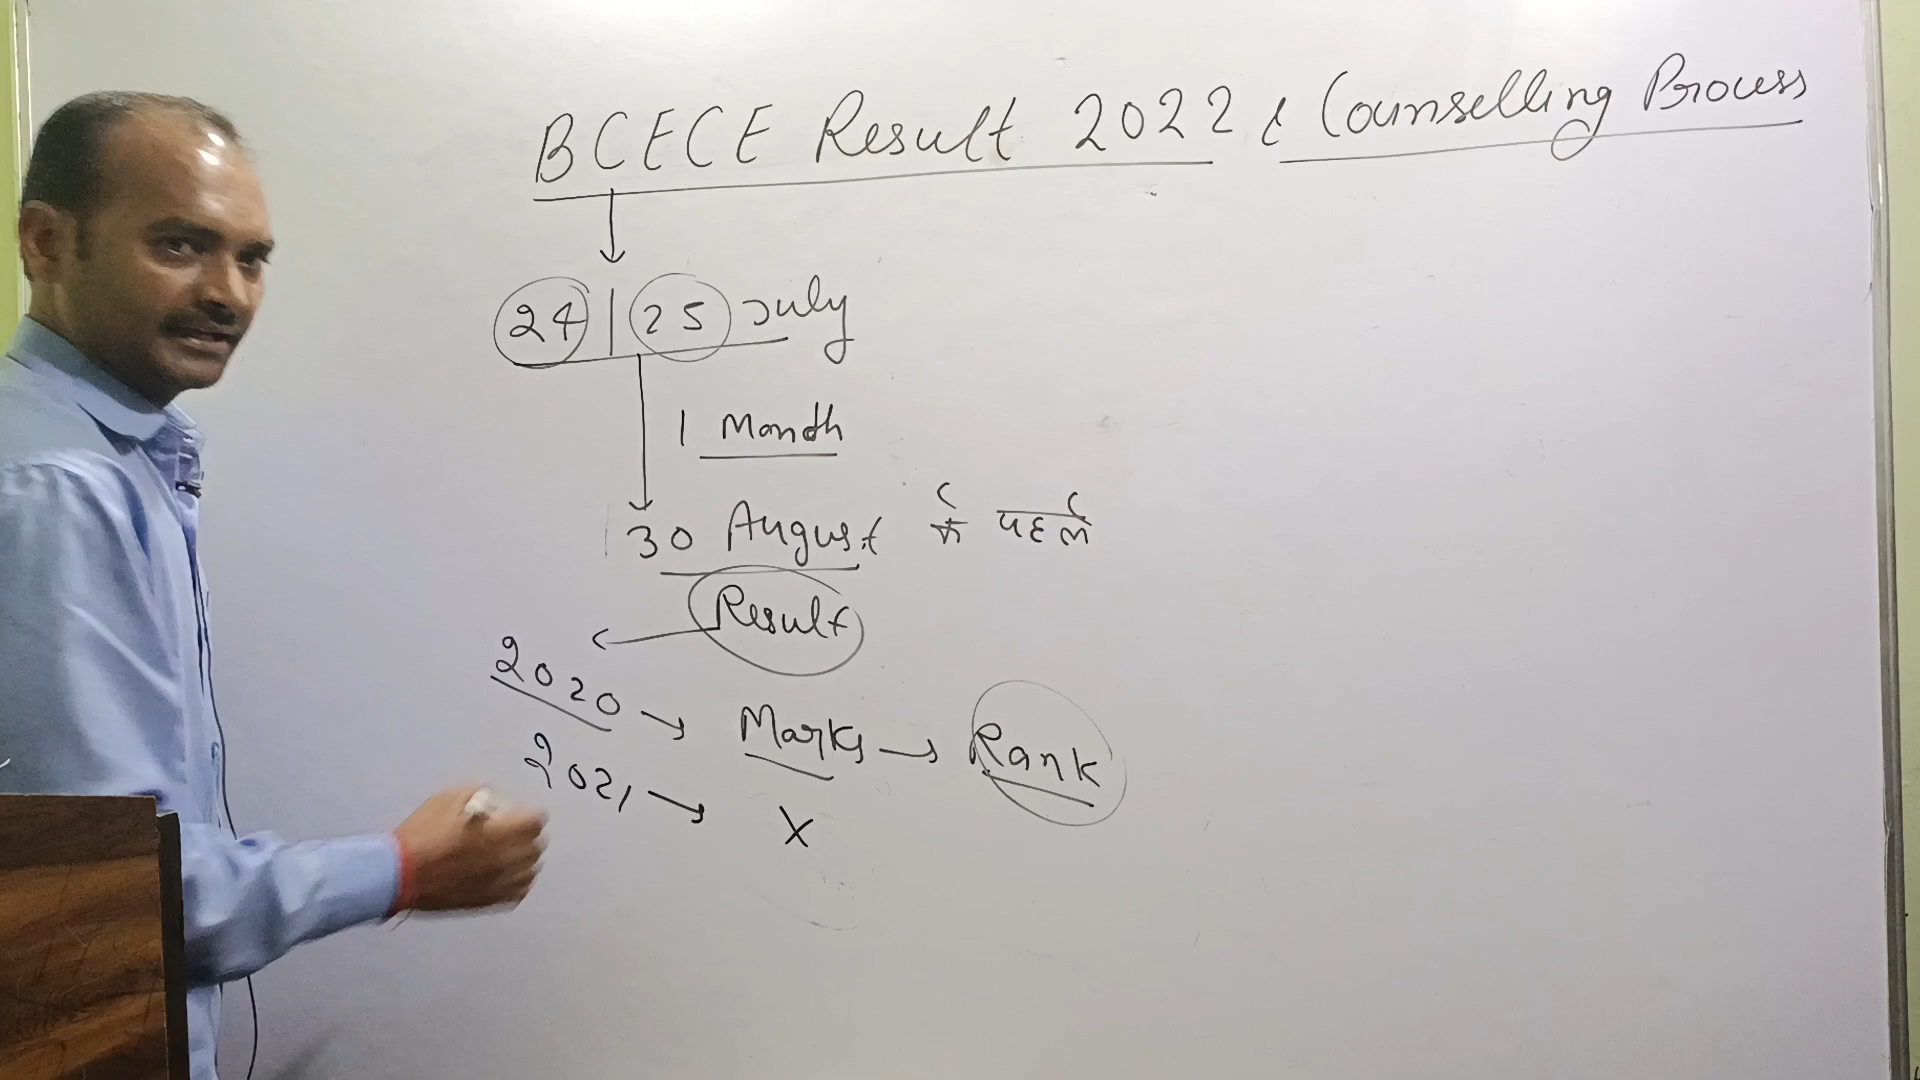 BCECE Result 2022 & Counselling Process
24 | 25 July
1 Month
30 August के पहले
Result
2020 → Marks → Rank
2021 → X